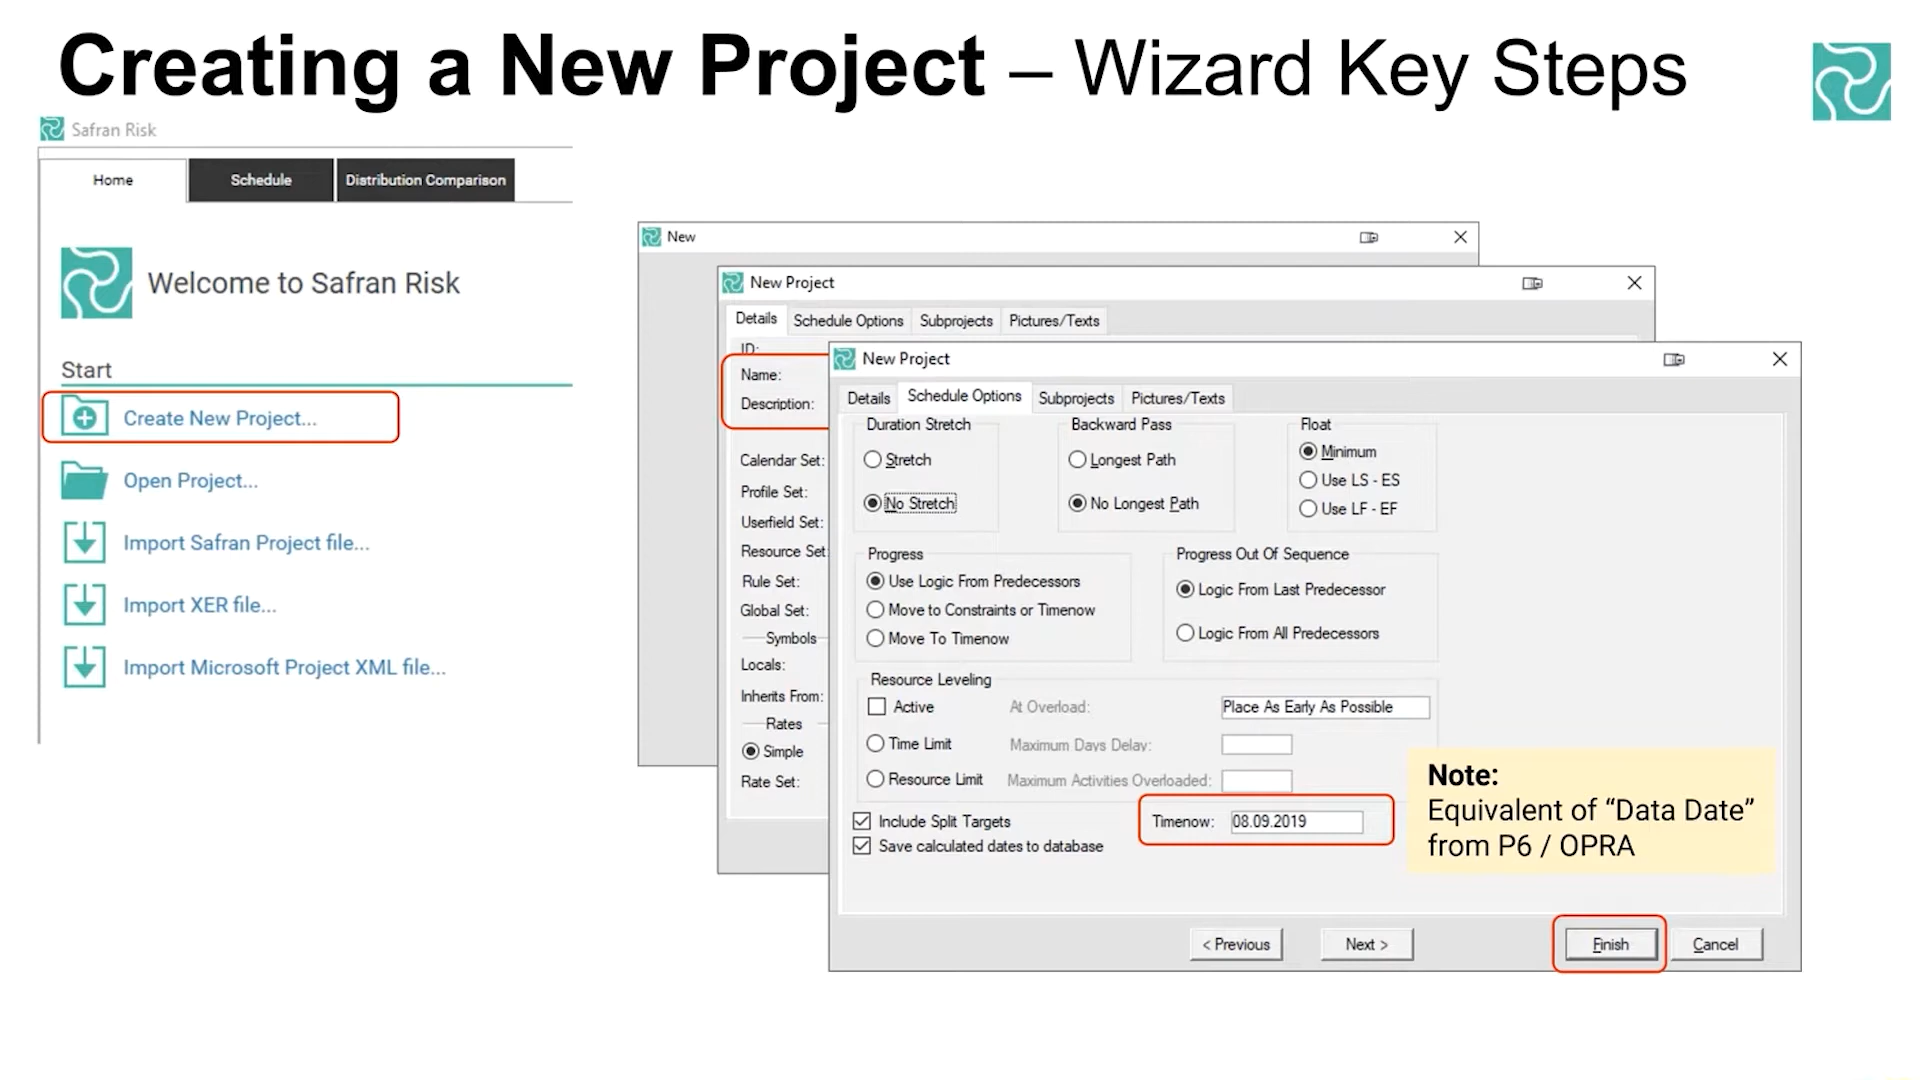 Creating a New Project – Wizard Key Steps
Safran Risk
Home
Schedule
Distribution Comparison
Welcome to Safran Risk
Start
Create New Project...
Open Project...
Import Safran Project file...
Import XER file...
Import Microsoft Project XML file...
New
New Project
Details
Schedule Options
Subprojects
Pictures/Texts
ID:
Name:
Description:
Calendar Set:
Profile Set:
Userfield Set:
Resource Set
Rule Set:
Global Set:
Symbols
Locals:
Inherits From:
Rates
Simple
Rate Set:
New Project
Details
Schedule Options
Subprojects
Pictures/Texts
Duration Stretch
Stretch
No Stretch
Backward Pass
Longest Path
No Longest Path
Float
Minimum
Use LS - ES
Use LF - EF
Progress
Use Logic From Predecessors
Move to Constraints or Timenow
Move To Timenow
Progress Out Of Sequence
Logic From Last Predecessor
Logic From All Predecessors
Resource Leveling
Active
At Overload:
Place As Early As Possible
Time Limit
Maximum Days Delay:
Resource Limit
Maximum Activities Overloaded:
Include Split Targets
Save calculated dates to database
Timenow:
08.09.2019
Note:
Equivalent of “Data Date”
from P6 / OPRA
< Previous
Next >
Finish
Cancel